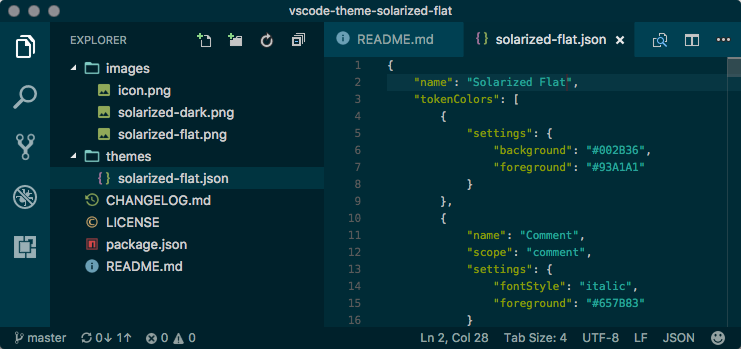 vscode-theme-solarized-flat
EXPLORER
images
icon.png
solarized-dark.png
solarized-flat.png
themes
{ } solarized-flat.json
CHANGELOG.md
LICENSE
package.json
README.md
README.md
{ } solarized-flat.json ×
1 {
2 "name": "Solarized Flat",
3 "tokenColors": [
4 {
5 "settings": {
6 "background": "#002B36",
7 "foreground": "#93A1A1"
8 }
9 },
10 {
11 "name": "Comment",
12 "scope": "comment",
13 "settings": {
14 "fontStyle": "italic",
15 "foreground": "#657B83"
16 }
master 0↓ 1↑ 0 0 Ln 2, Col 28 Tab Size: 4 UTF-8 LF JSON